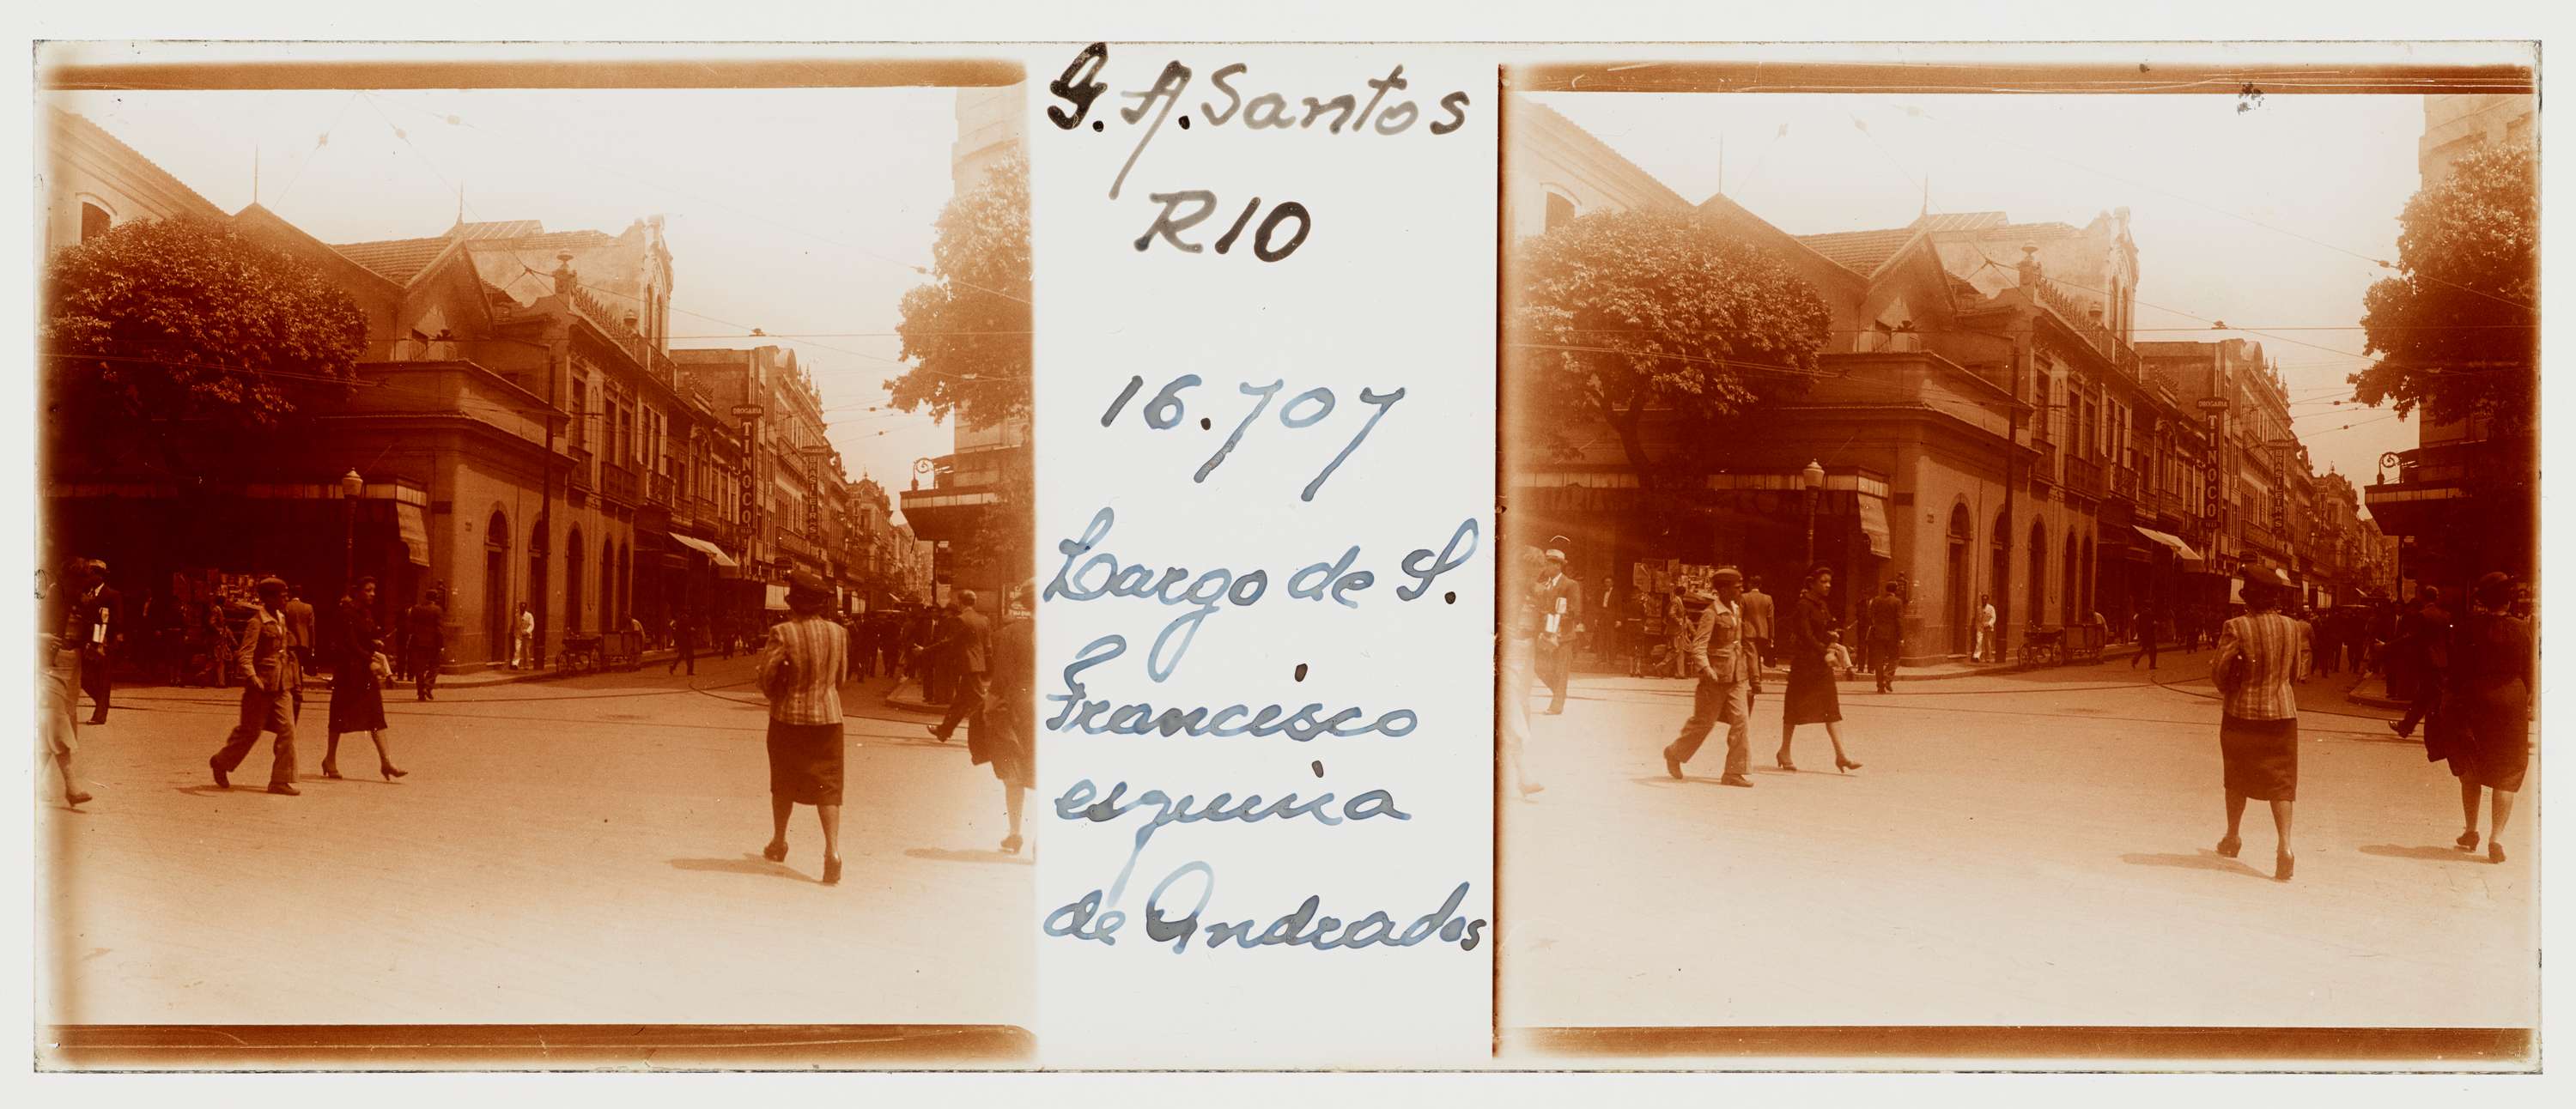 G. A. Santos
RIO
16.707
Largo de S.
Francisco
esquina
de Andradas
DROGARIA
TINOCO
DROGARIA
TINOCO